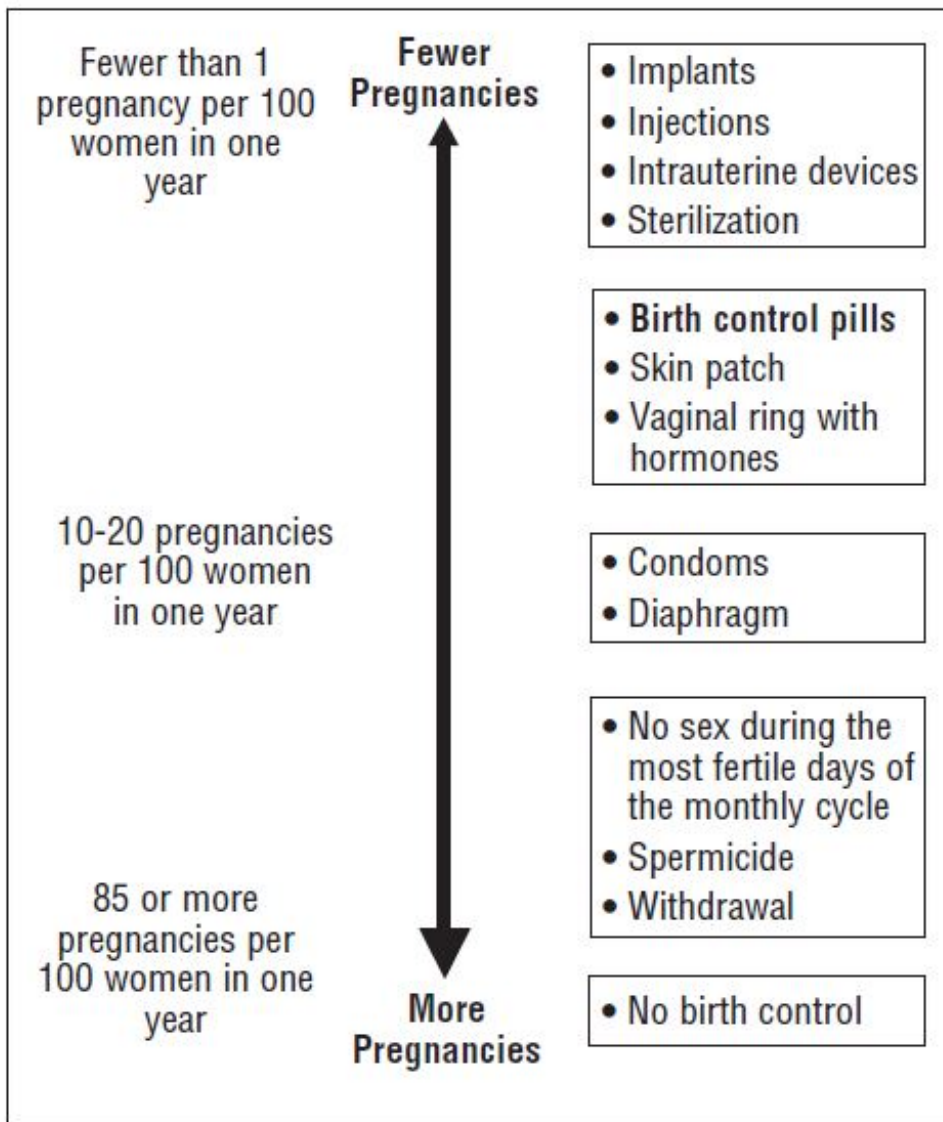 Fewer than 1
pregnancy per 100
women in one
year
Fewer
Pregnancies
• Implants
• Injections
• Intrauterine devices
• Sterilization
• Birth control pills
• Skin patch
• Vaginal ring with
hormones
10-20 pregnancies
per 100 women
in one year
• Condoms
• Diaphragm
• No sex during the
most fertile days of
the monthly cycle
• Spermicide
• Withdrawal
85 or more
pregnancies per
100 women in one
year
More
Pregnancies
• No birth control